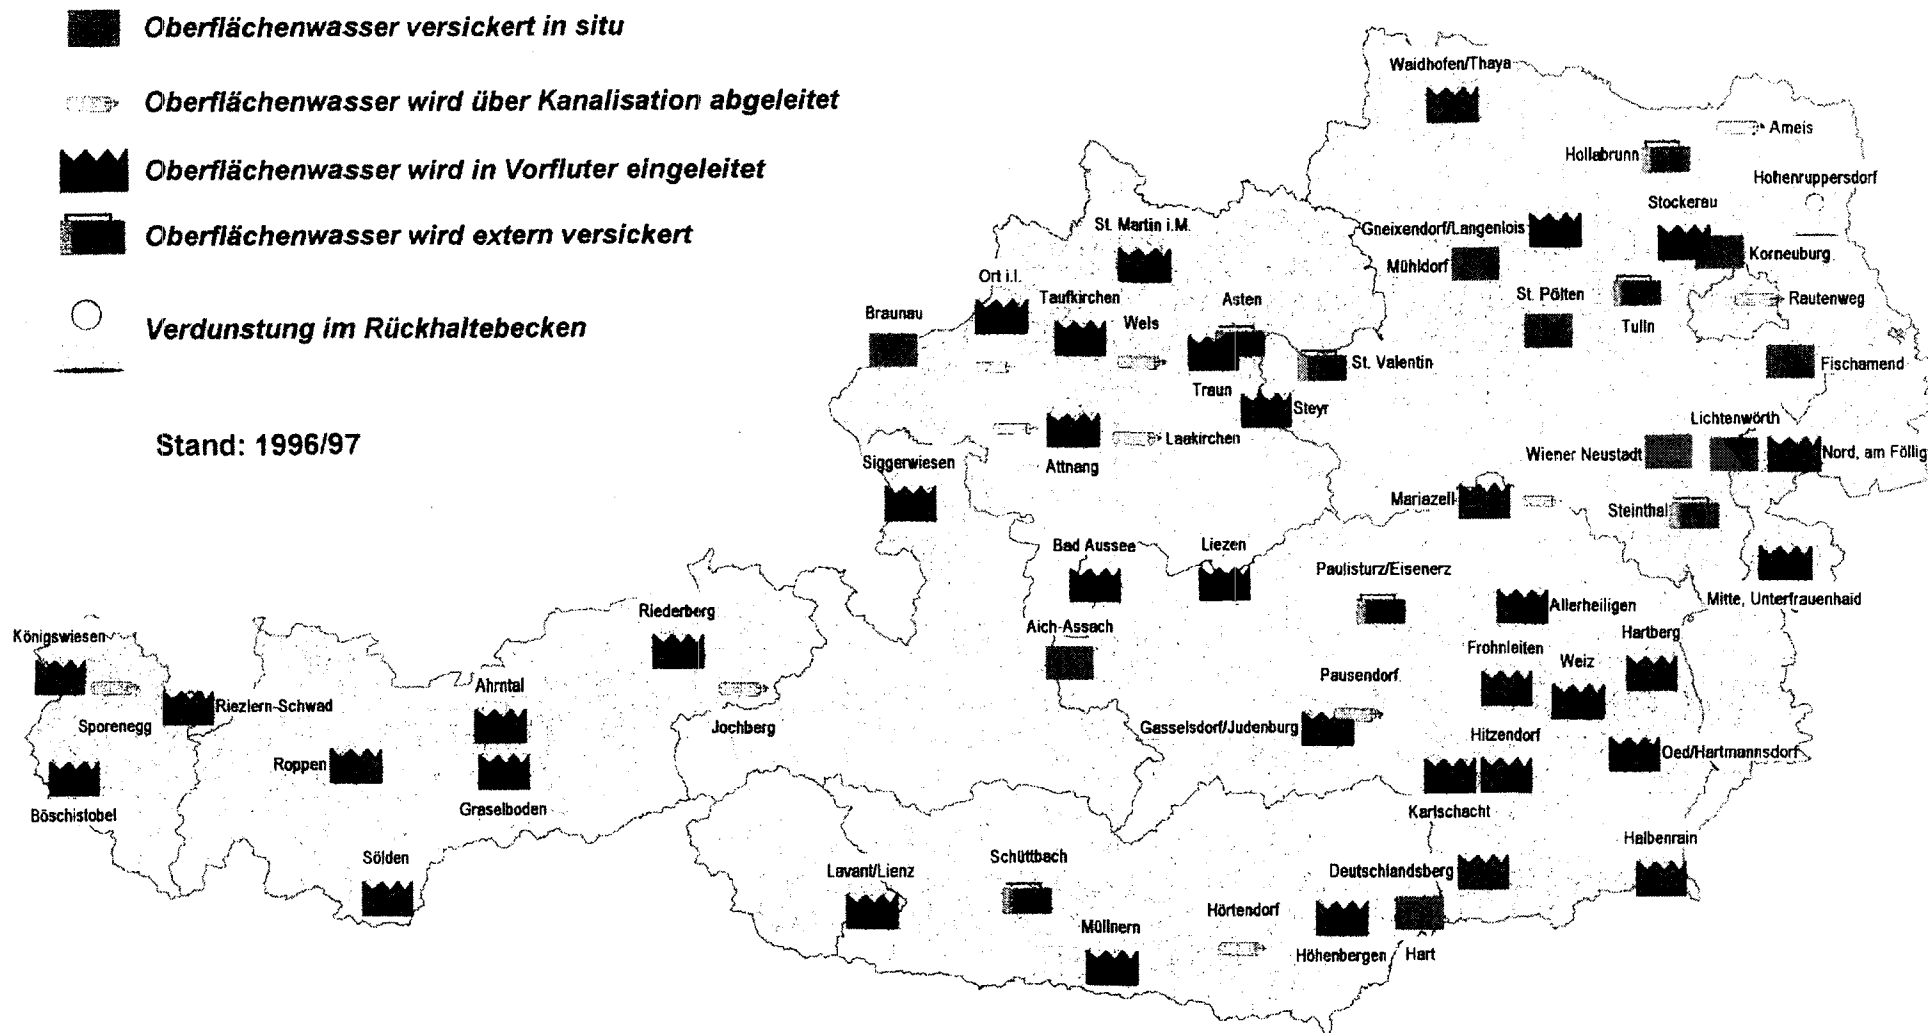 Oberflächenwasser versickert in situ
Oberflächenwasser wird über Kanalisation abgeleitet
Oberflächenwasser wird in Vorfluter eingeleitet
Oberflächenwasser wird extern versickert
Verdunstung im Rückhaltebecken
Stand: 1996/97
Waidhofen/Thaya
Ameis
Hollabrunn
Hohenruppersdorf
Stockerau
St. Martin i.M.
Gneixendorf/Langenlois
Korneuburg
Mühldorf
Ort i.I.
Taufkirchen
Asten
St. Pölten
Rautenweg
Braunau
Wels
Tulln
St. Valentin
Fischamend
Traun
Steyr
Lichtenwörth
Laakirchen
Attnang
Siggerwiesen
Wiener Neustadt
Nord, am Föllig
Mariazell
Steinthal
Bad Aussee
Liezen
Paulisturz/Eisenerz
Mitte, Unterfrauenhaid
Allerheiligen
Riederberg
Aich-Assach
Hartberg
Königswiesen
Frohnleiten
Weiz
Pausendorf
Ahrntal
Riezlern-Schwad
Sporenegg
Jochberg
Gasselsdorf/Judenburg
Hitzendorf
Oed/Hartmannsdorf
Roppen
Graselboden
Karlschacht
Böschistobel
Halbenrain
Sölden
Schüttbach
Lavant/Lienz
Deutschlandsberg
Hörtendorf
Müllnern
Höhenbergen
Hart